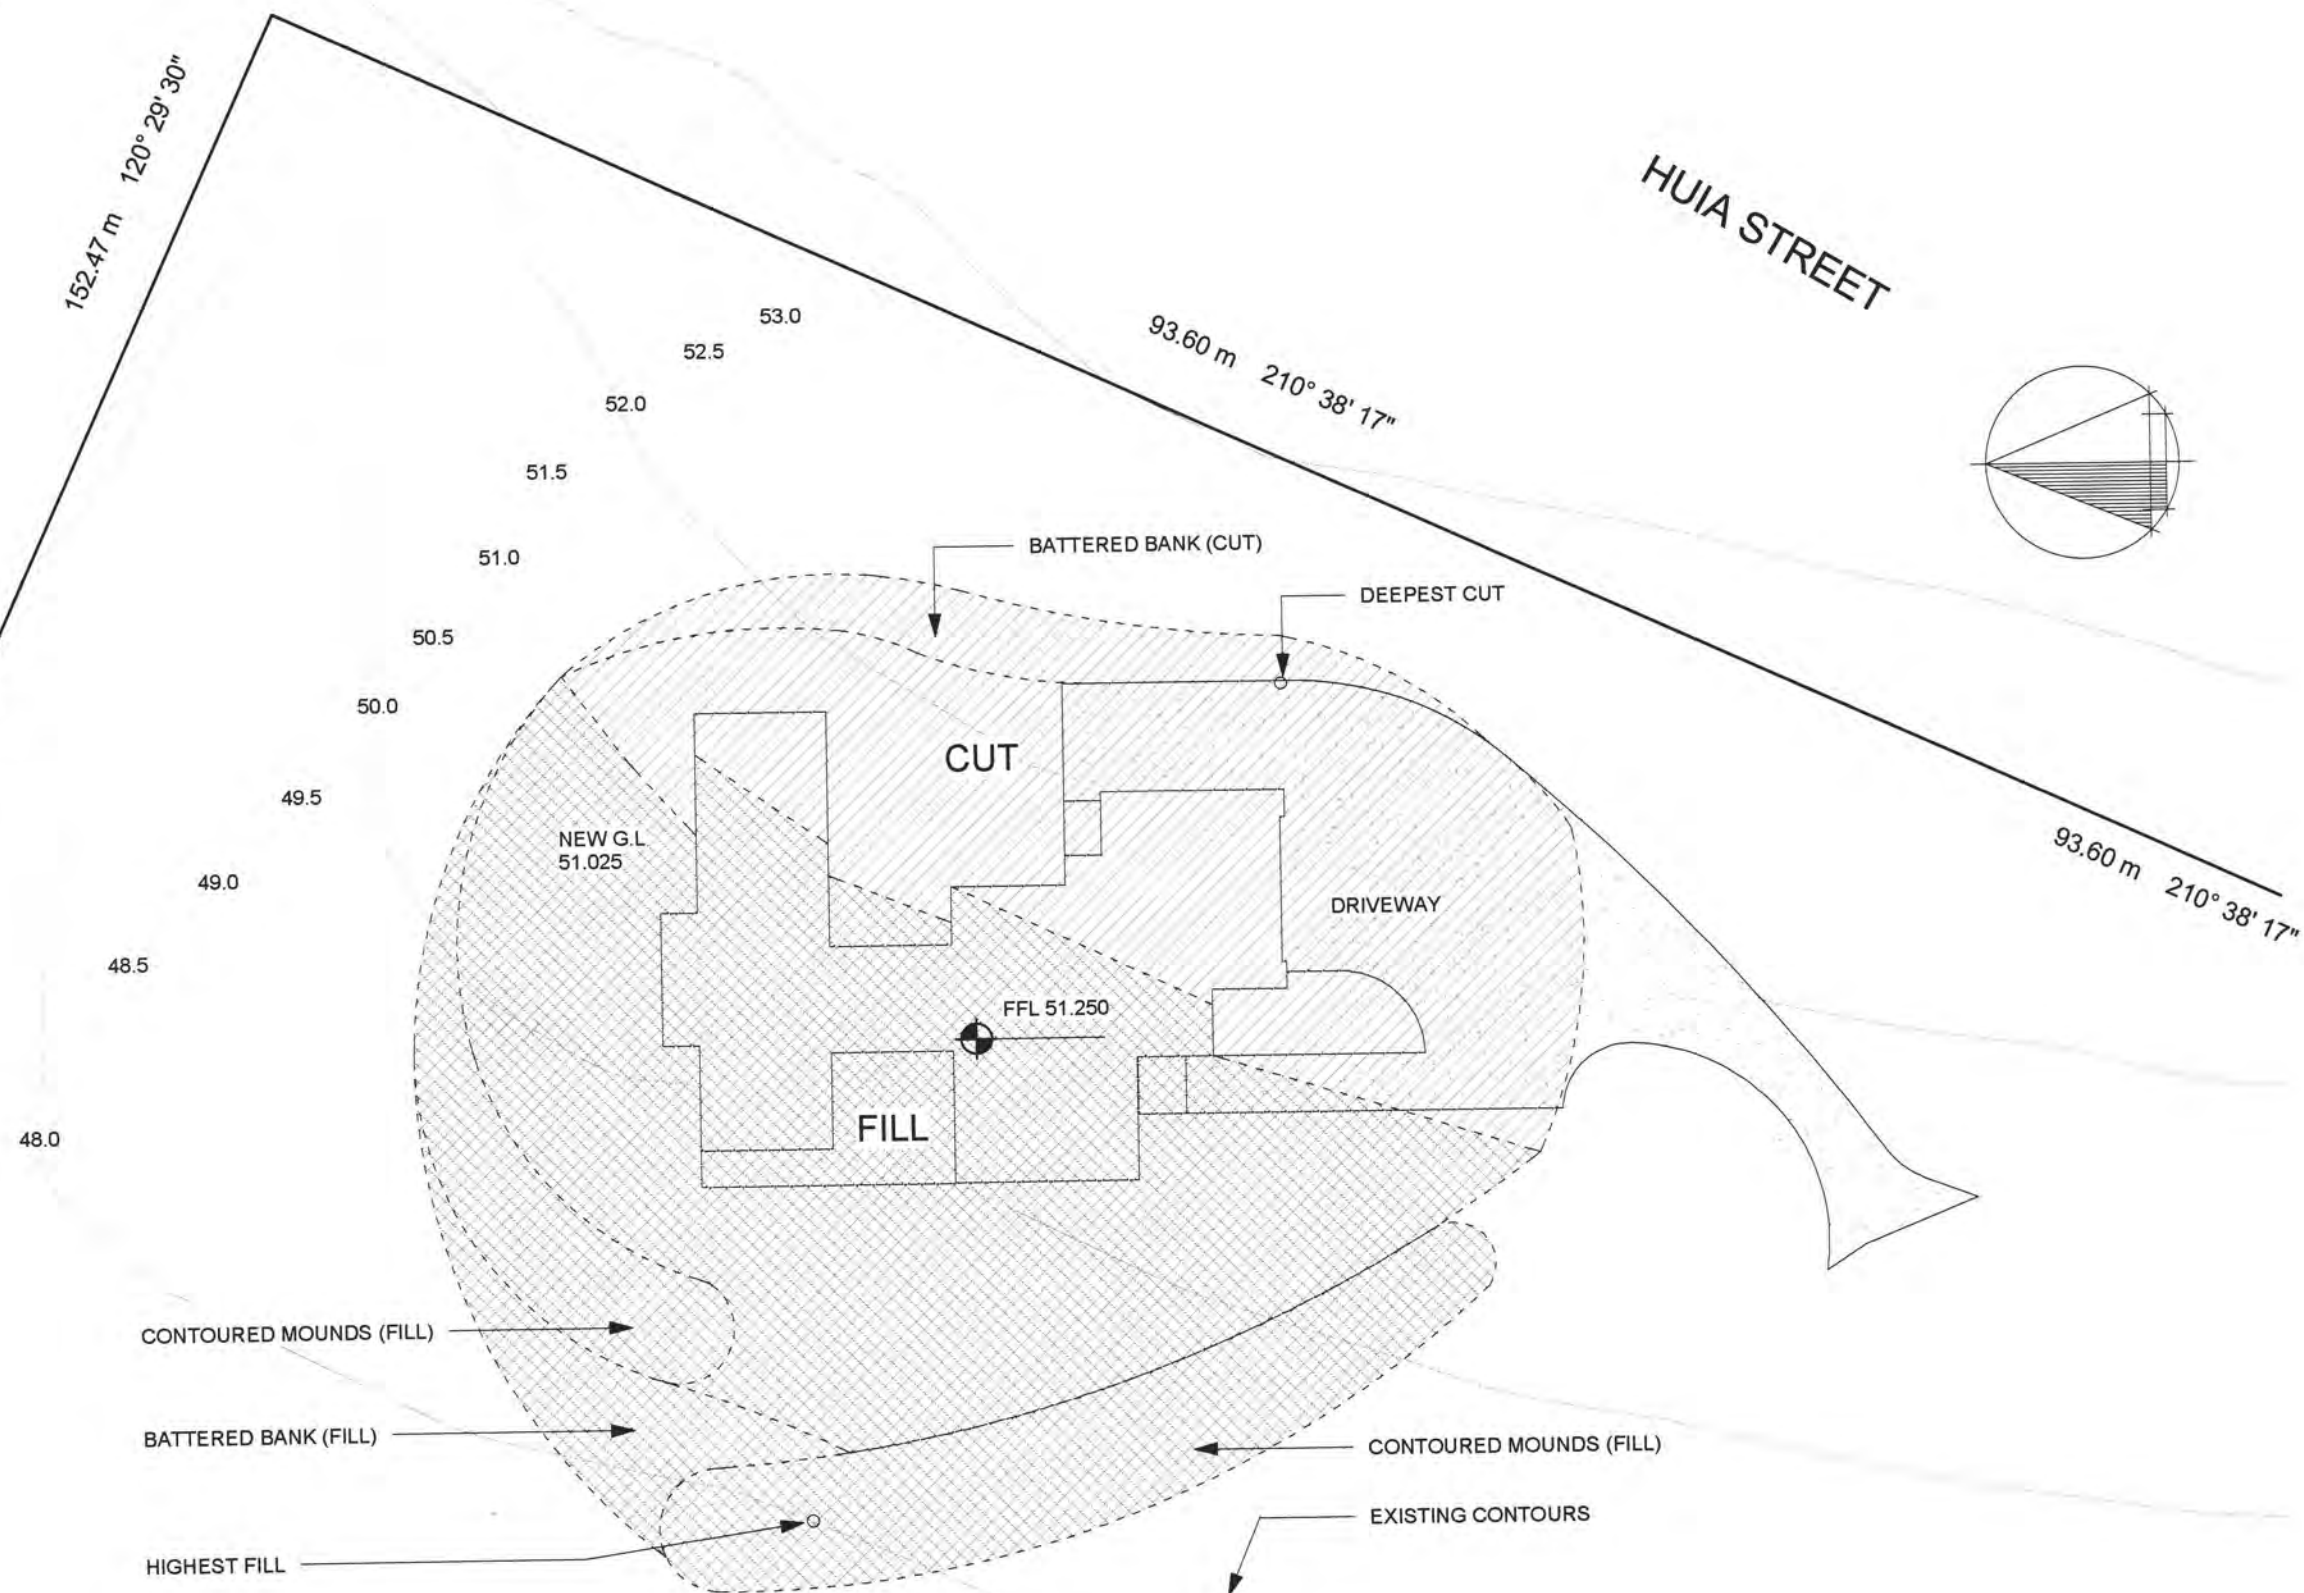 152.47 m 120° 29' 30"
HUIA STREET
53.0
93.60 m 210° 38' 17"
52.5
52.0
51.5
BATTERED BANK (CUT)
51.0
DEEPEST CUT
50.5
50.0
CUT
49.5
NEW G.L
51.025
93.60 m 210° 38' 17"
49.0
DRIVEWAY
48.5
FFL 51.250
FILL
48.0
CONTOURED MOUNDS (FILL)
BATTERED BANK (FILL)
CONTOURED MOUNDS (FILL)
EXISTING CONTOURS
HIGHEST FILL